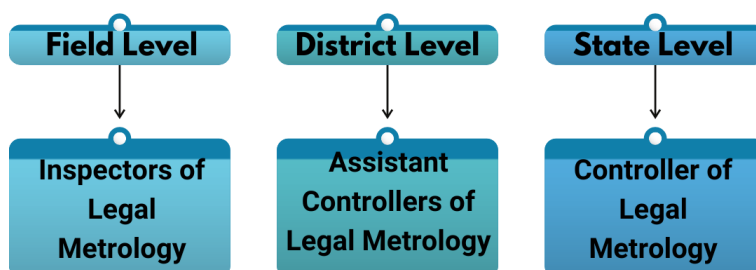 Field Level
District Level
State Level
Inspectors of
Legal
Metrology
Assistant
Controllers of
Legal Metrology
Controller of
Legal
Metrology